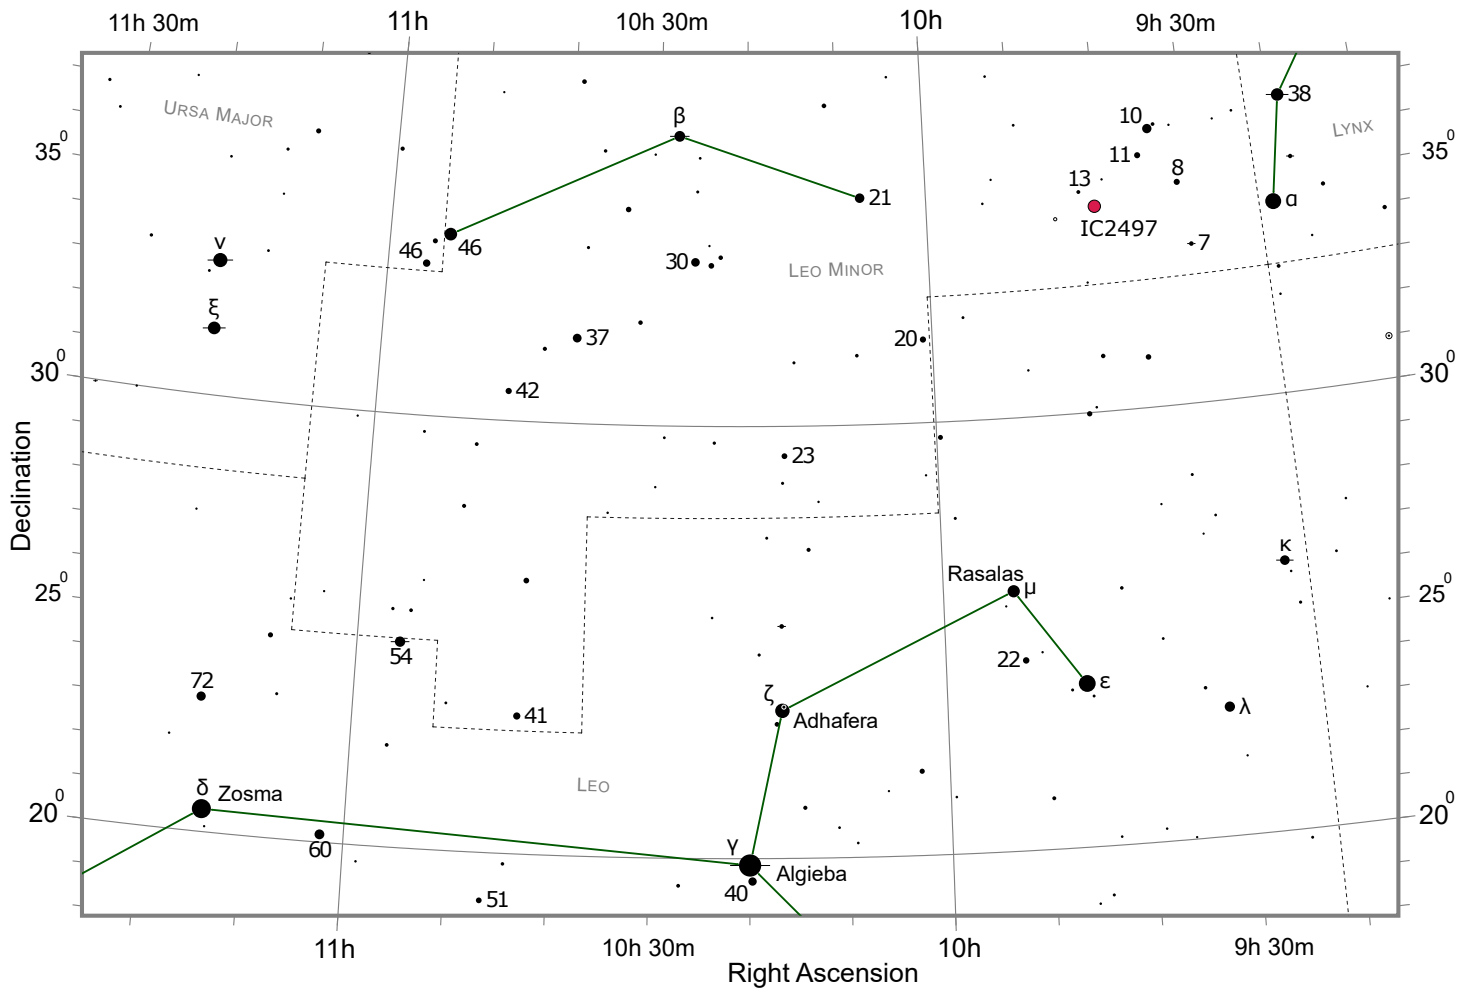 11h 30m 11h 10h 30m 10h 9h 30m
URSA MAJOR
LYNX
38
β
10
35⁰ 35⁰
11
8
13
21 α
IC2497
ν
46 46
7
30
LEO MINOR
ξ
37
20
30⁰ 30⁰
42
23
Declination
κ
Rasalas μ
25⁰ 25⁰
54
22
72
ζ
ε
λ
41
Adhafera
δ Zosma
LEO
20⁰ 20⁰
60
γ
Algieba
40
51
11h 10h 30m 10h 9h 30m
Right Ascension